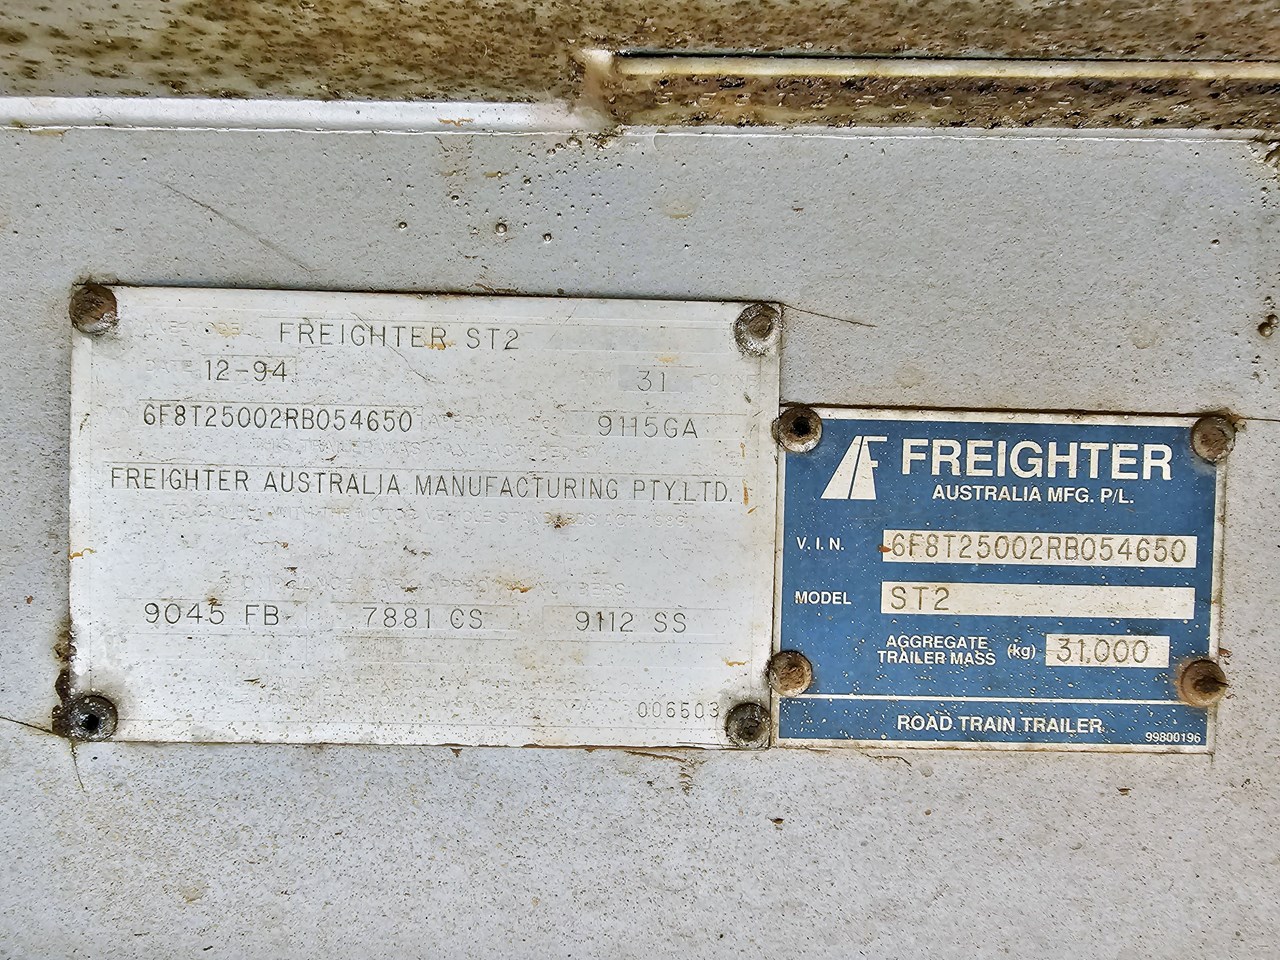 FREIGHTER ST2
DATE 12-94 31
6F8T25002RB054650 9115GA
FREIGHTER AUSTRALIA MANUFACTURING PTY.LTD.
9045 FB 7881 CS 9112 SS
006503
FREIGHTER
AUSTRALIA MFG. P/L.
V.I.N. 6F8T25002RB054650
MODEL ST2
AGGREGATE
TRAILER MASS (kg) 31,000
ROAD TRAIN TRAILER
99800196